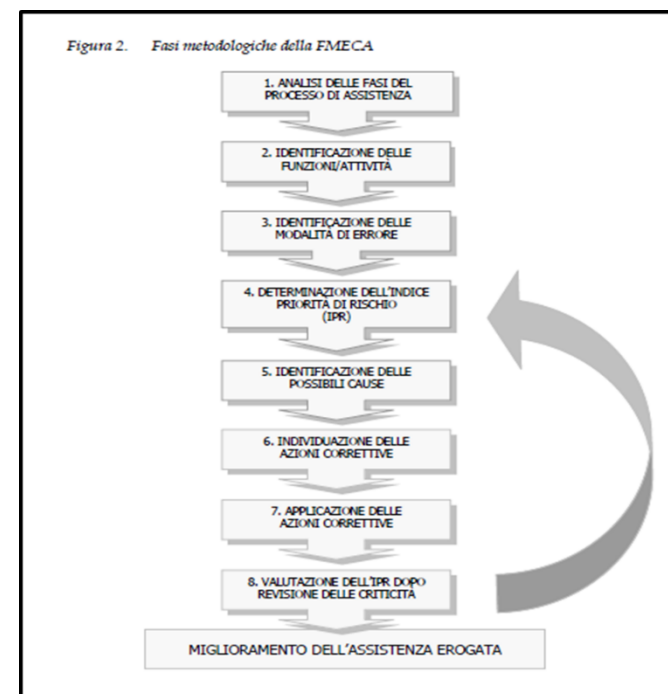 Figura 2. Fasi metodologiche della FMECA
1. ANALISI DELLE FASI DEL
PROCESSO DI ASSISTENZA
2. IDENTIFICAZIONE DELLE
FUNZIONI/ATTIVITÀ
3. IDENTIFICAZIONE DELLE
MODALITÀ DI ERRORE
4. DETERMINAZIONE DELL'INDICE
PRIORITÀ DI RISCHIO
(IPR)
5. IDENTIFICAZIONE DELLE
POSSIBILI CAUSE
6. INDIVIDUAZIONE DELLE
AZIONI CORRETTIVE
7. APPLICAZIONE DELLE
AZIONI CORRETTIVE
8. VALUTAZIONE DELL'IPR DOPO
REVISIONE DELLE CRITICITÀ
MIGLIORAMENTO DELL'ASSISTENZA EROGATA